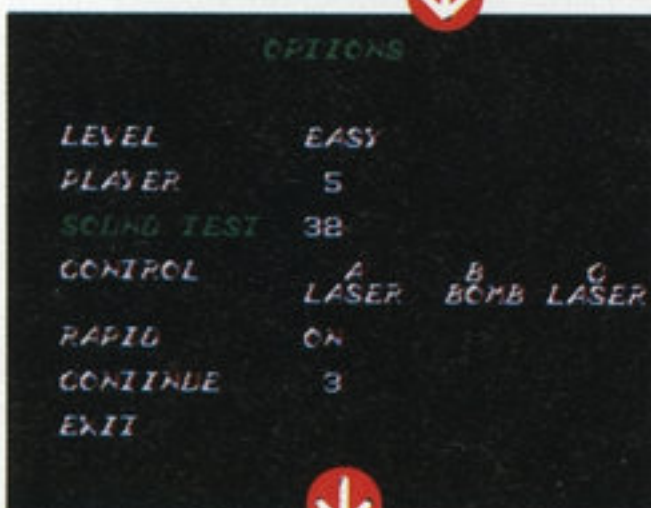 OPTIONS
LEVEL EASY
PLAYER 5
SOUND TEST 38
CONTROL A B C
LASER BOMB LASER
RAPID ON
CONTINUE 3
EXIT